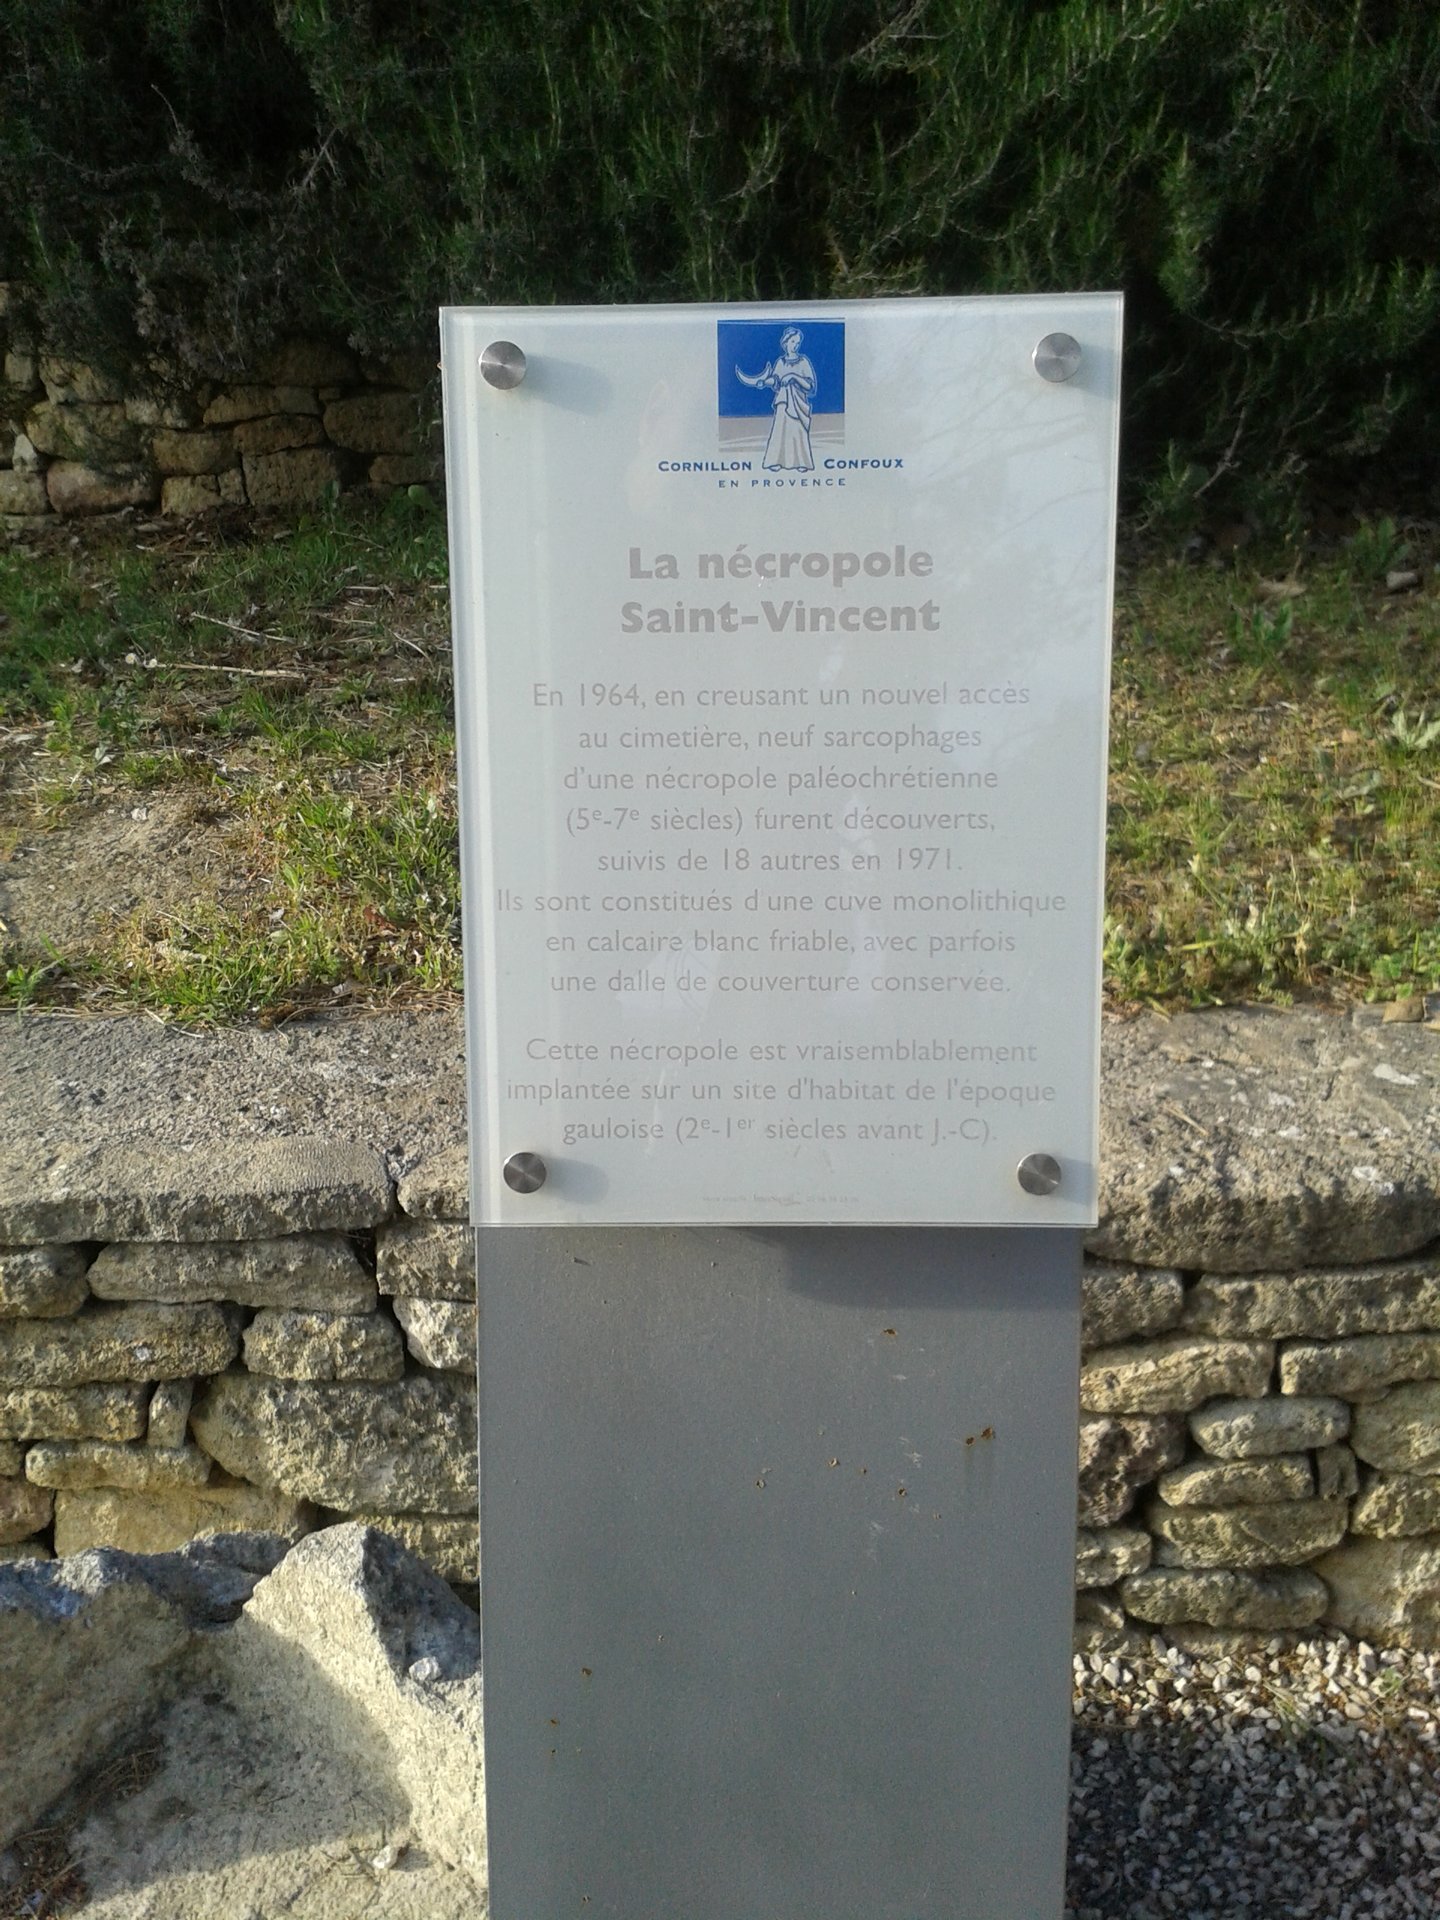 CORNILLON CONFOUX
EN PROVENCE
La nécropole
Saint-Vincent
En 1964, en creusant un nouvel accès
au cimetière, neuf sarcophages
d'une nécropole paléochrétienne
(5e-7e siècles) furent découverts,
suivis de 18 autres en 1971.
Ils sont constitués d'une cuve monolithique
en calcaire blanc friable, avec parfois
une dalle de couverture conservée.
Cette nécropole est vraisemblablement
implantée sur un site d'habitat de l'époque
gauloise (2e-1er siècles avant J.-C).